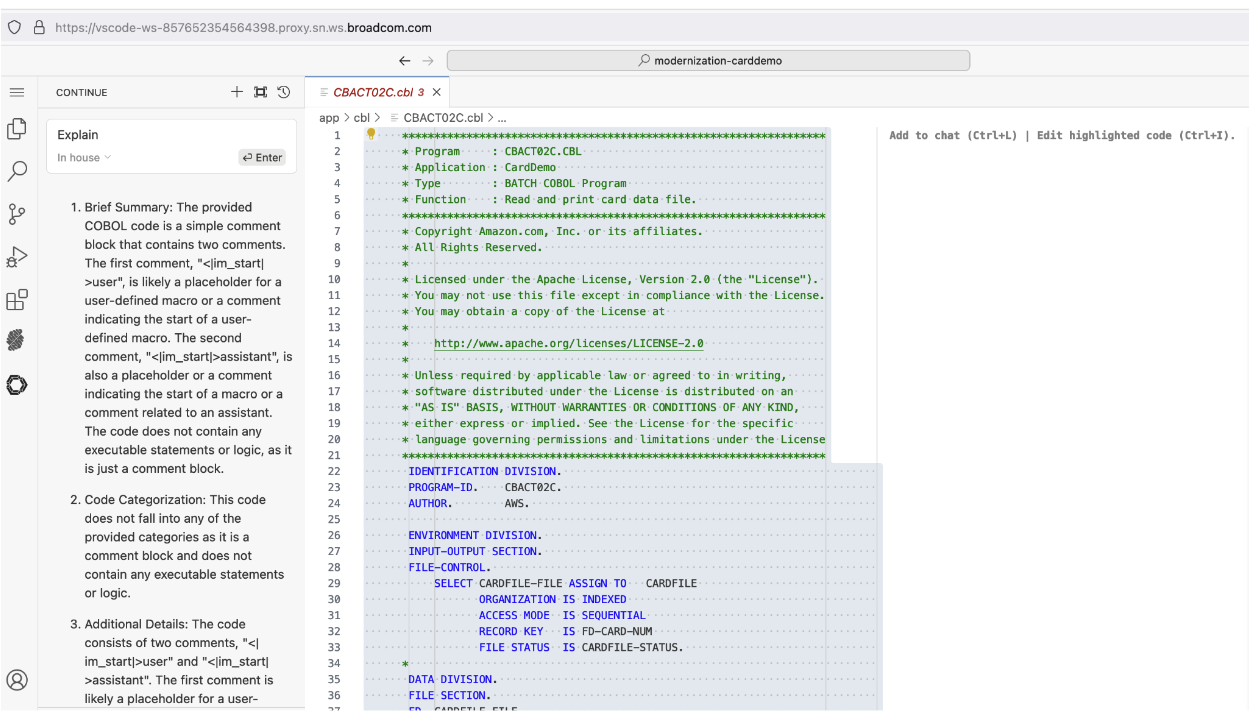 https://vscode-ws-857652354564398.proxy.sn.ws.broadcom.com
modernization-carddemo
CONTINUE
Explain
In house
Enter
1. Brief Summary: The provided
COBOL code is a simple comment
block that contains two comments.
The first comment, "<|im_start|
>user", is likely a placeholder for a
user-defined macro or a comment
indicating the start of a user-
defined macro. The second
comment, "<|im_start|>assistant", is
also a placeholder or a comment
indicating the start of a macro or a
comment related to an assistant.
The code does not contain any
executable statements or logic, as it
is just a comment block.
2. Code Categorization: This code
does not fall into any of the
provided categories as it is a
comment block and does not
contain any executable statements
or logic.
3. Additional Details: The code
consists of two comments, "<|
im_start|>user" and "<|im_start|
>assistant". The first comment is
likely a placeholder for a user-
CBACT02C.cbl 3
app > cbl > CBACT02C.cbl > ...
1 ******************************************************************
2 * Program : CBACT02C.CBL
3 * Application : CardDemo
4 * Type : BATCH COBOL Program
5 * Function : Read and print card data file.
6 ******************************************************************
7 * Copyright Amazon.com, Inc. or its affiliates.
8 * All Rights Reserved.
9 *
10 * Licensed under the Apache License, Version 2.0 (the "License").
11 * You may not use this file except in compliance with the License.
12 * You may obtain a copy of the License at
13 *
14 * http://www.apache.org/licenses/LICENSE-2.0
15 *
16 * Unless required by applicable law or agreed to in writing,
17 * software distributed under the License is distributed on an
18 * "AS IS" BASIS, WITHOUT WARRANTIES OR CONDITIONS OF ANY KIND,
19 * either express or implied. See the License for the specific
20 * language governing permissions and limitations under the License
21 ******************************************************************
22 IDENTIFICATION DIVISION.
23 PROGRAM-ID. CBACT02C.
24 AUTHOR. AWS.
25
26 ENVIRONMENT DIVISION.
27 INPUT-OUTPUT SECTION.
28 FILE-CONTROL.
29 SELECT CARDFILE-FILE ASSIGN TO CARDFILE
30 ORGANIZATION IS INDEXED
31 ACCESS MODE IS SEQUENTIAL
32 RECORD KEY IS FD-CARD-NUM
33 FILE STATUS IS CARDFILE-STATUS.
34 *
35 DATA DIVISION.
36 FILE SECTION.
37 FD CARDFILE-FILE
Add to chat (Ctrl+L) | Edit highlighted code (Ctrl+I).